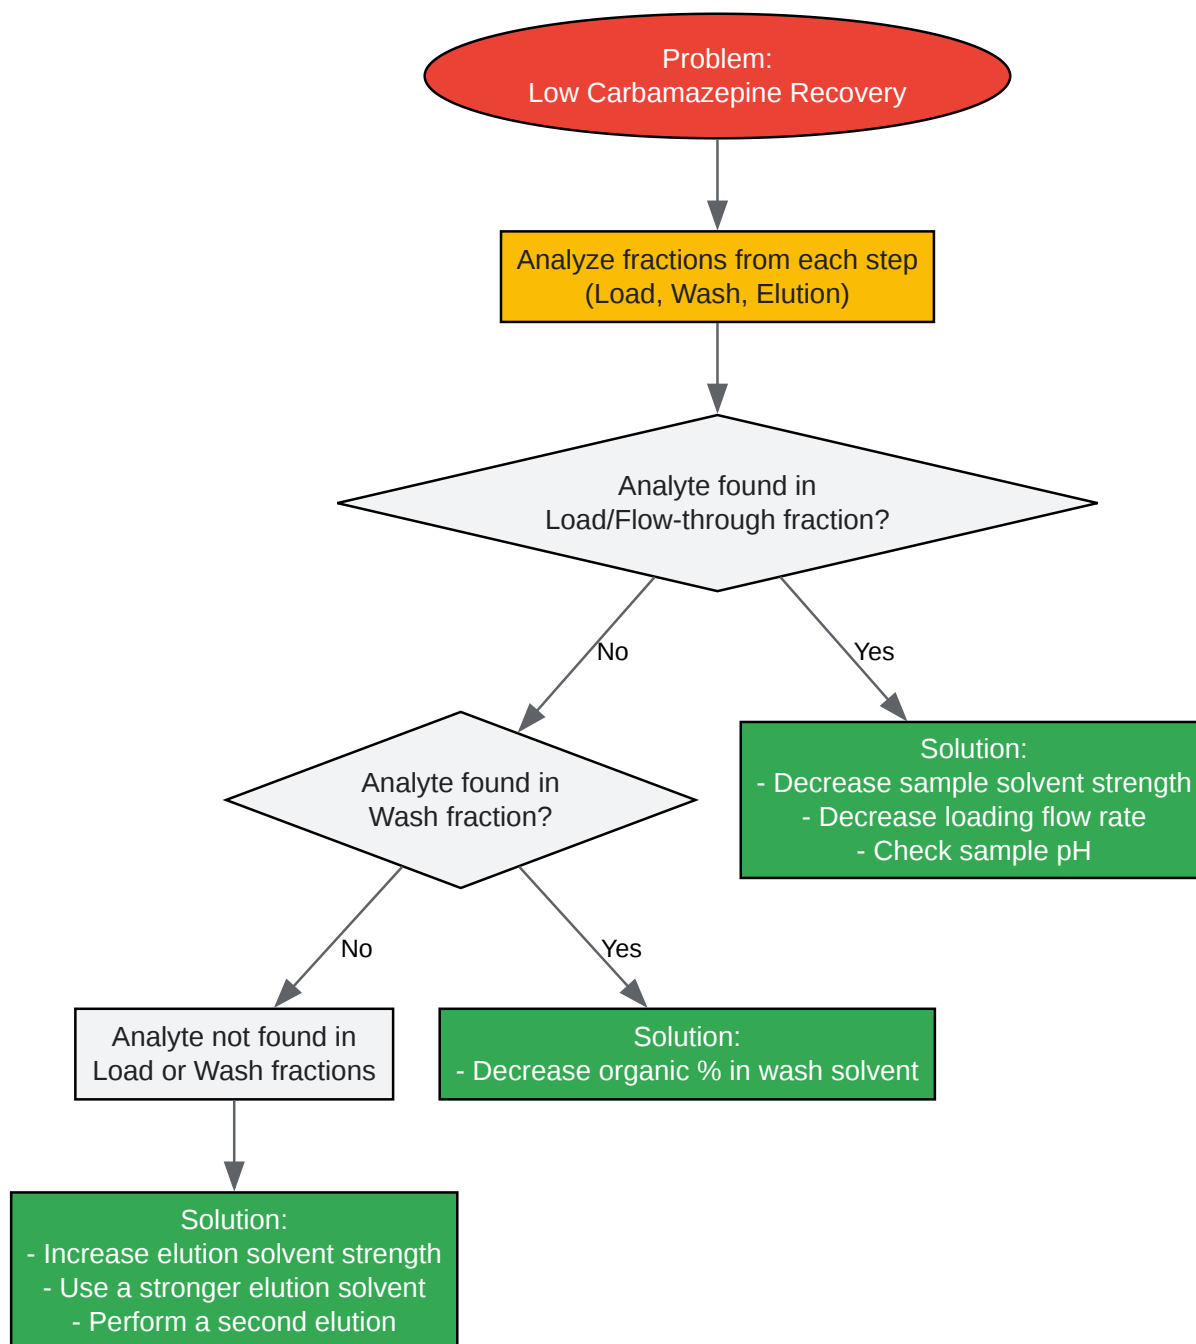 Problem:
Low Carbamazepine Recovery
Analyze fractions from each step
(Load, Wash, Elution)
Analyte found in
Load/Flow-through fraction?
No
Yes
Analyte found in
Wash fraction?
Solution:
- Decrease sample solvent strength
- Decrease loading flow rate
- Check sample pH
No
Yes
Analyte not found in
Load or Wash fractions
Solution:
- Decrease organic % in wash solvent
Solution:
- Increase elution solvent strength
- Use a stronger elution solvent
- Perform a second elution